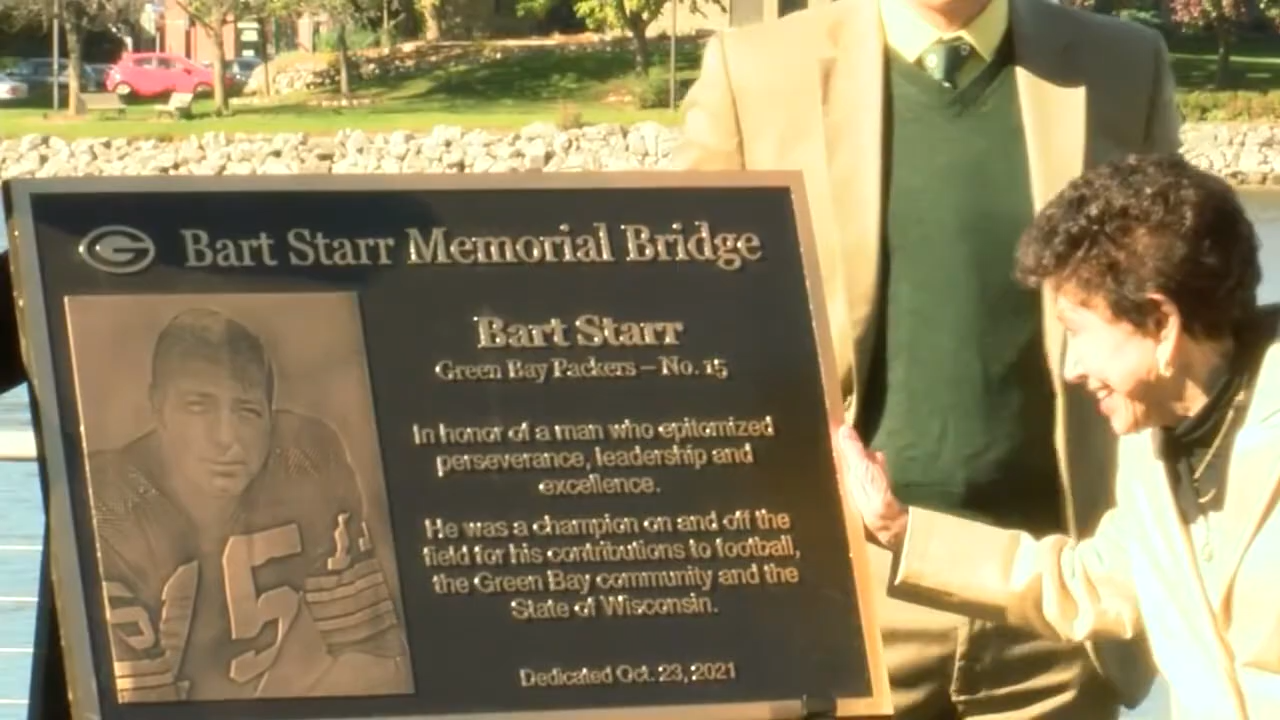 G Bart Starr Memorial Bridge
Bart Starr
Green Bay Packers – No. 15
In honor of a man who epitomized
perseverance, leadership and
excellence.
He was a champion on and off the
field for his contributions to football,
the Green Bay community and the
State of Wisconsin.
Dedicated Oct. 23, 2021
5